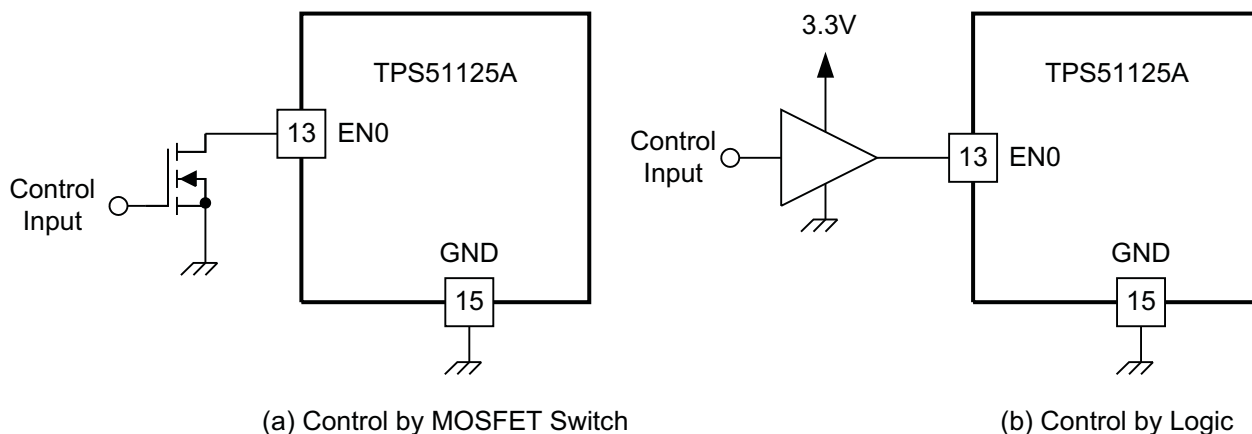 TPS51125A
13
EN0
Control
Input
GND
15
(a) Control by MOSFET Switch
3.3V
TPS51125A
Control
Input
13
EN0
GND
15
(b) Control by Logic